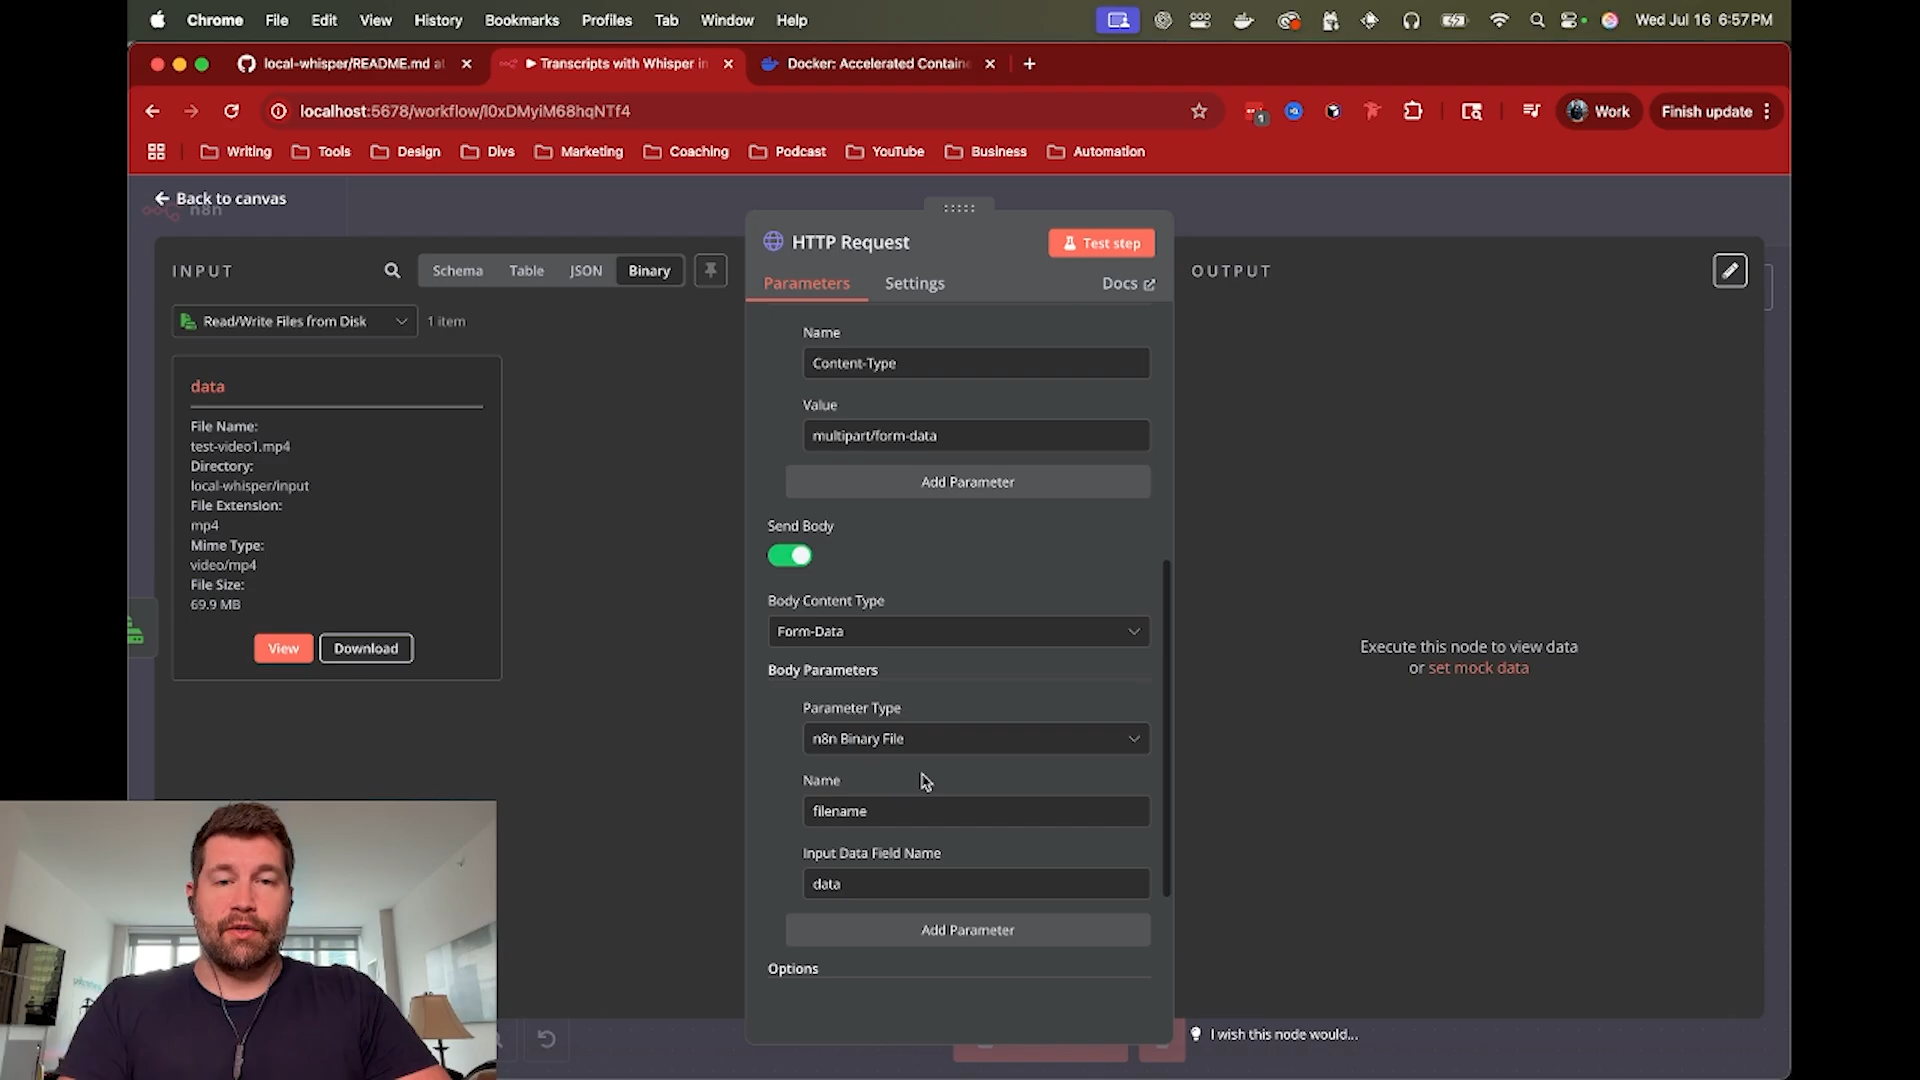 Chrome File Edit View History Bookmarks Profiles Tab Window Help Wed Jul 16 6:57 PM
local-whisper/README.md at Transcripts with Whisper in Docker: Accelerated Containe
localhost:5678/workflow/l0xDMyiM68hqNTf4 1 Work Finish update
Writing Tools Design Divs Marketing Coaching Podcast YouTube Business Automation
Back to canvas
n8n
INPUT Schema Table JSON Binary
Read/Write Files from Disk 1 item
data
File Name:
test-video1.mp4
Directory:
local-whisper/input
File Extension:
mp4
Mime Type:
video/mp4
File Size:
69.9 MB
View Download
HTTP Request Test step
Parameters Settings Docs
Name
Content-Type
Value
multipart/form-data
Add Parameter
Send Body
Body Content Type
Form-Data
Body Parameters
Parameter Type
n8n Binary File
Name
filename
Input Data Field Name
data
Add Parameter
Options
OUTPUT
Execute this node to view data
or set mock data
I wish this node would...